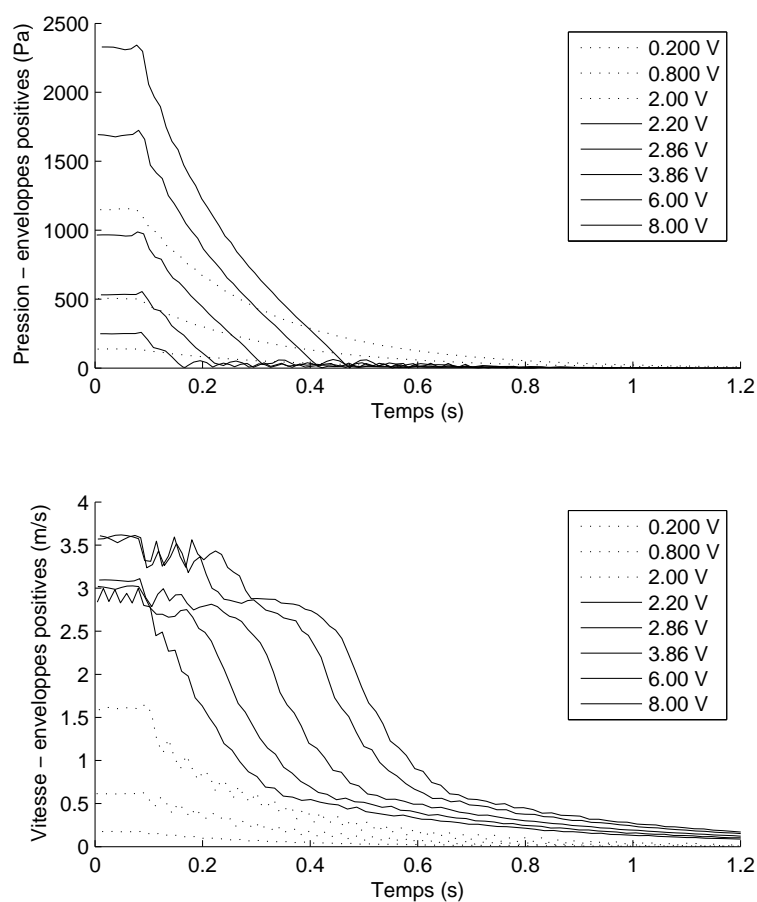 2500
2000
1500
1000
500
0
Pression – enveloppes positives (Pa)
0 0.2 0.4 0.6 0.8 1 1.2
Temps (s)
0.200 V
0.800 V
2.00 V
2.20 V
2.86 V
3.86 V
6.00 V
8.00 V
4
3.5
3
2.5
2
1.5
1
0.5
0
Vitesse – enveloppes positives (m/s)
0 0.2 0.4 0.6 0.8 1 1.2
Temps (s)
0.200 V
0.800 V
2.00 V
2.20 V
2.86 V
3.86 V
6.00 V
8.00 V